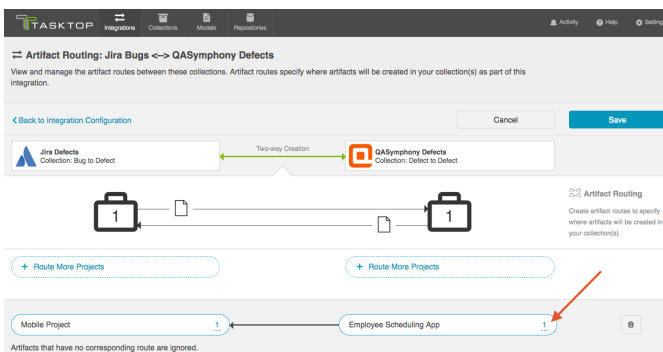 TASKTOP
Integrations
Collections
Models
Repositories
Activity
Help
Setting
Artifact Routing: Jira Bugs <--> QASymphony Defects
View and manage the artifact routes between these collections. Artifact routes specify where artifacts will be created in your collection(s) as part of this
integration.
Back to Integration Configuration
Cancel
Save
Jira Defects
Collection: Bug to Defect
Two-way Creation
QASymphony Defects
Collection: Defect to Defect
1
1
Artifact Routing
Create artifact routes to specify
where artifacts will be created in
your collection(s).
+ Route More Projects
+ Route More Projects
Mobile Project
1
Employee Scheduling App
1
Artifacts that have no corresponding route are ignored.